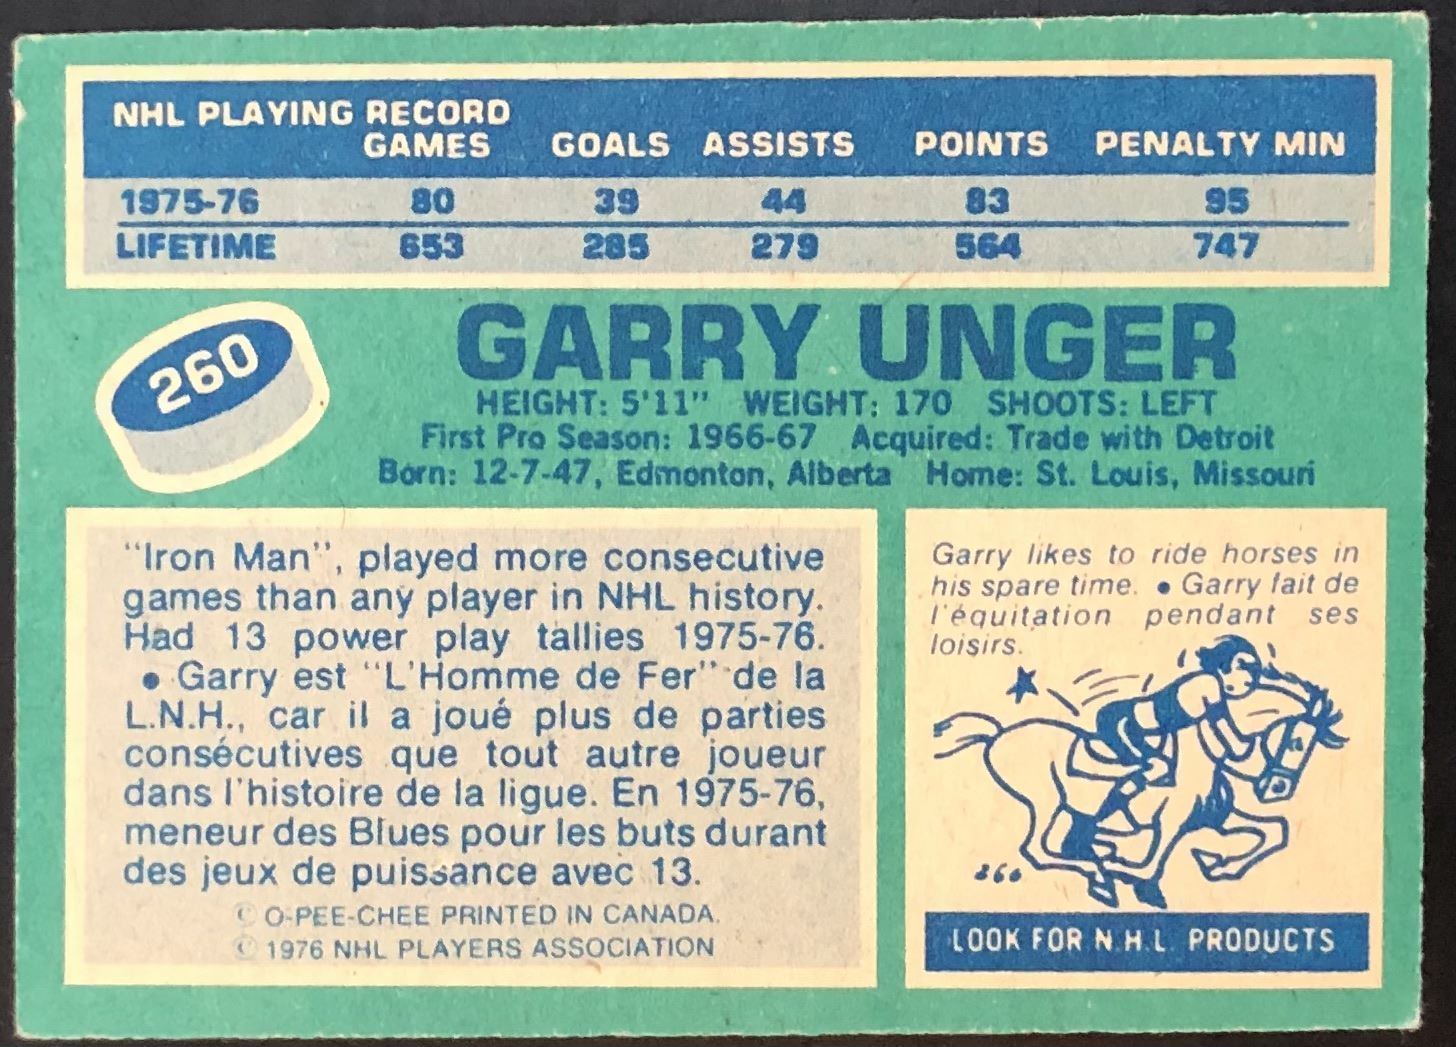 NHL PLAYING RECORD
GAMES GOALS ASSISTS POINTS PENALTY MIN
1975-76 80 39 44 83 95
LIFETIME 653 285 279 564 747
260
GARRY UNGER
HEIGHT: 5'11" WEIGHT: 170 SHOOTS: LEFT
First Pro Season: 1966-67 Acquired: Trade with Detroit
Born: 12-7-47, Edmonton, Alberta Home: St. Louis, Missouri
"Iron Man", played more consecutive
games than any player in NHL history.
Had 13 power play tallies 1975-76.
• Garry est "L'Homme de Fer" de la
L.N.H., car il a joué plus de parties
consécutives que tout autre joueur
dans l'histoire de la ligue. En 1975-76,
meneur des Blues pour les buts durant
des jeux de puissance avec 13.
© O-PEE-CHEE PRINTED IN CANADA.
© 1976 NHL PLAYERS ASSOCIATION
Garry likes to ride horses in
his spare time. • Garry fait de
l'équitation pendant ses
loisirs.
260
LOOK FOR N.H.L. PRODUCTS